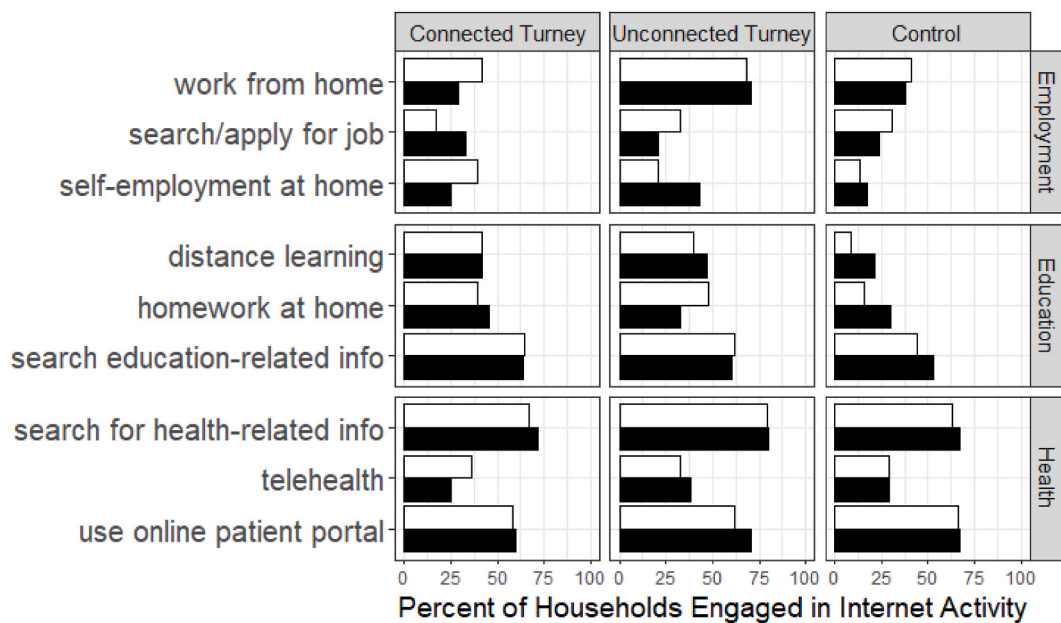 Connected Turney Unconnected Turney Control
work from home
search/apply for job
self-employment at home
Employment
distance learning
homework at home
search education-related info
Education
search for health-related info
telehealth
use online patient portal
Health
0 25 50 75 100 0 25 50 75 100 0 25 50 75 100
Percent of Households Engaged in Internet Activity